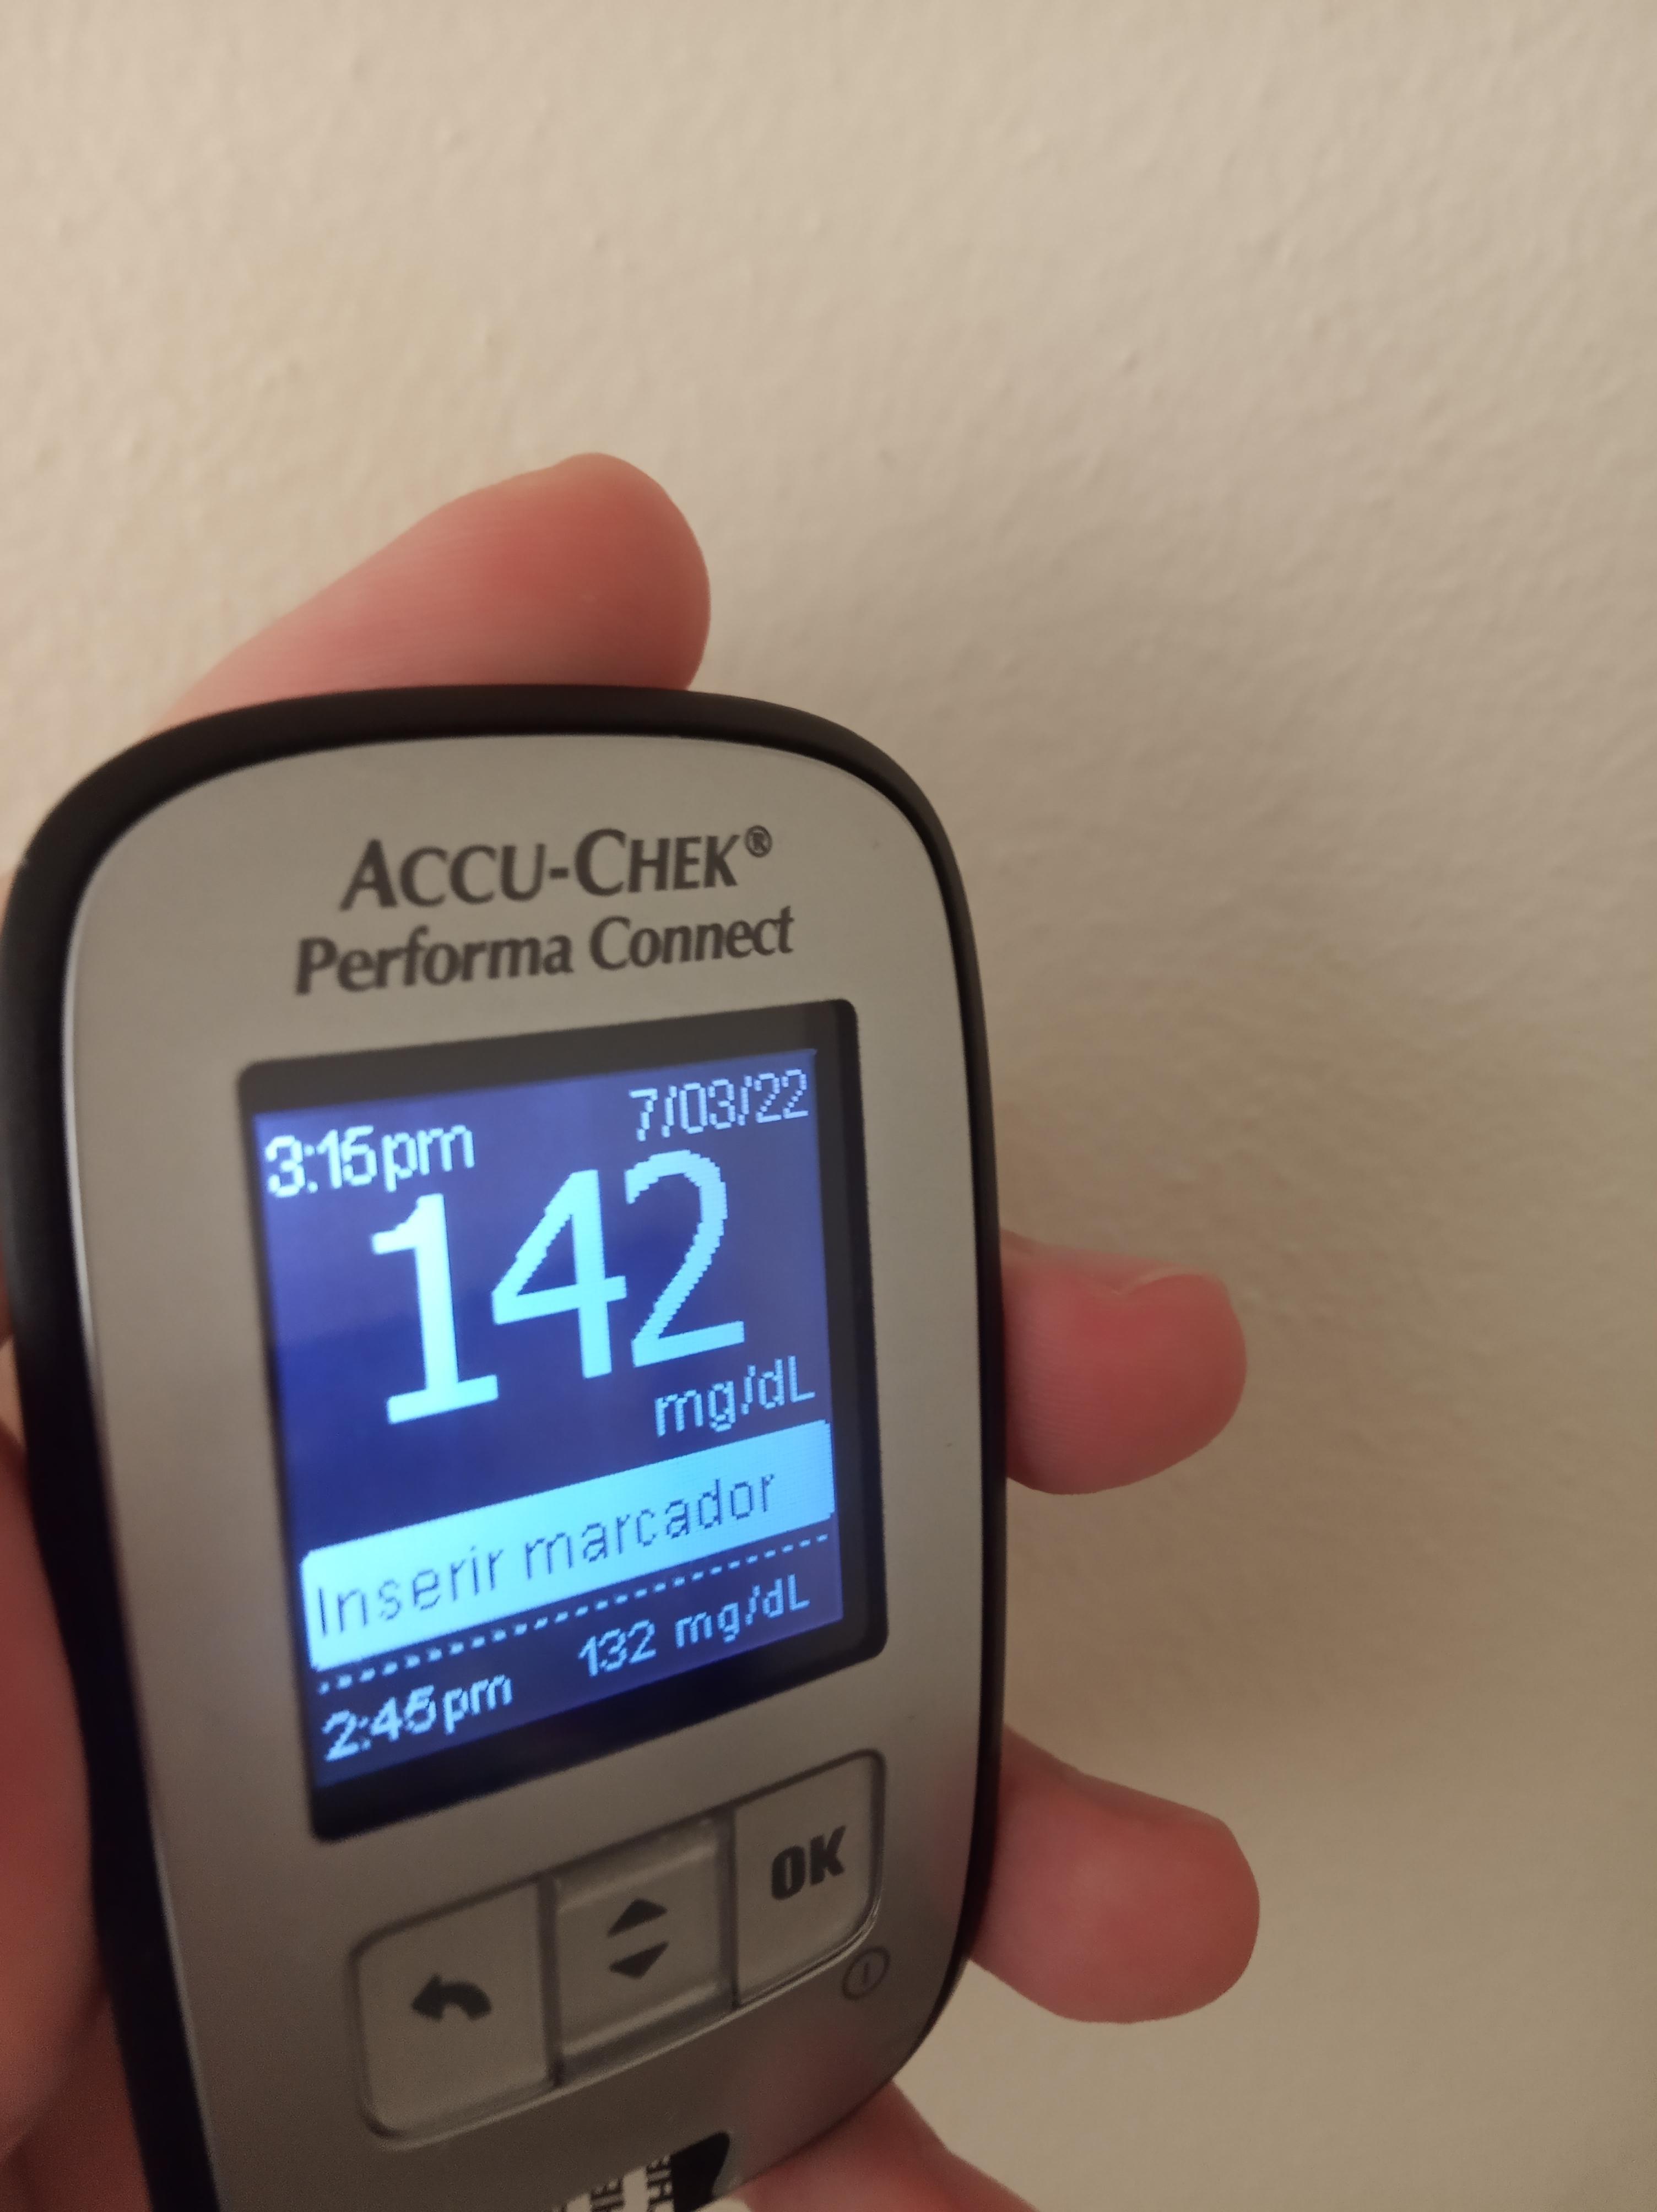 ACCU-CHEK®
Performa Connect
3:15pm 7/03/22
142
mg/dL
Inserir marcador
2:45pm 132 mg/dL
OK